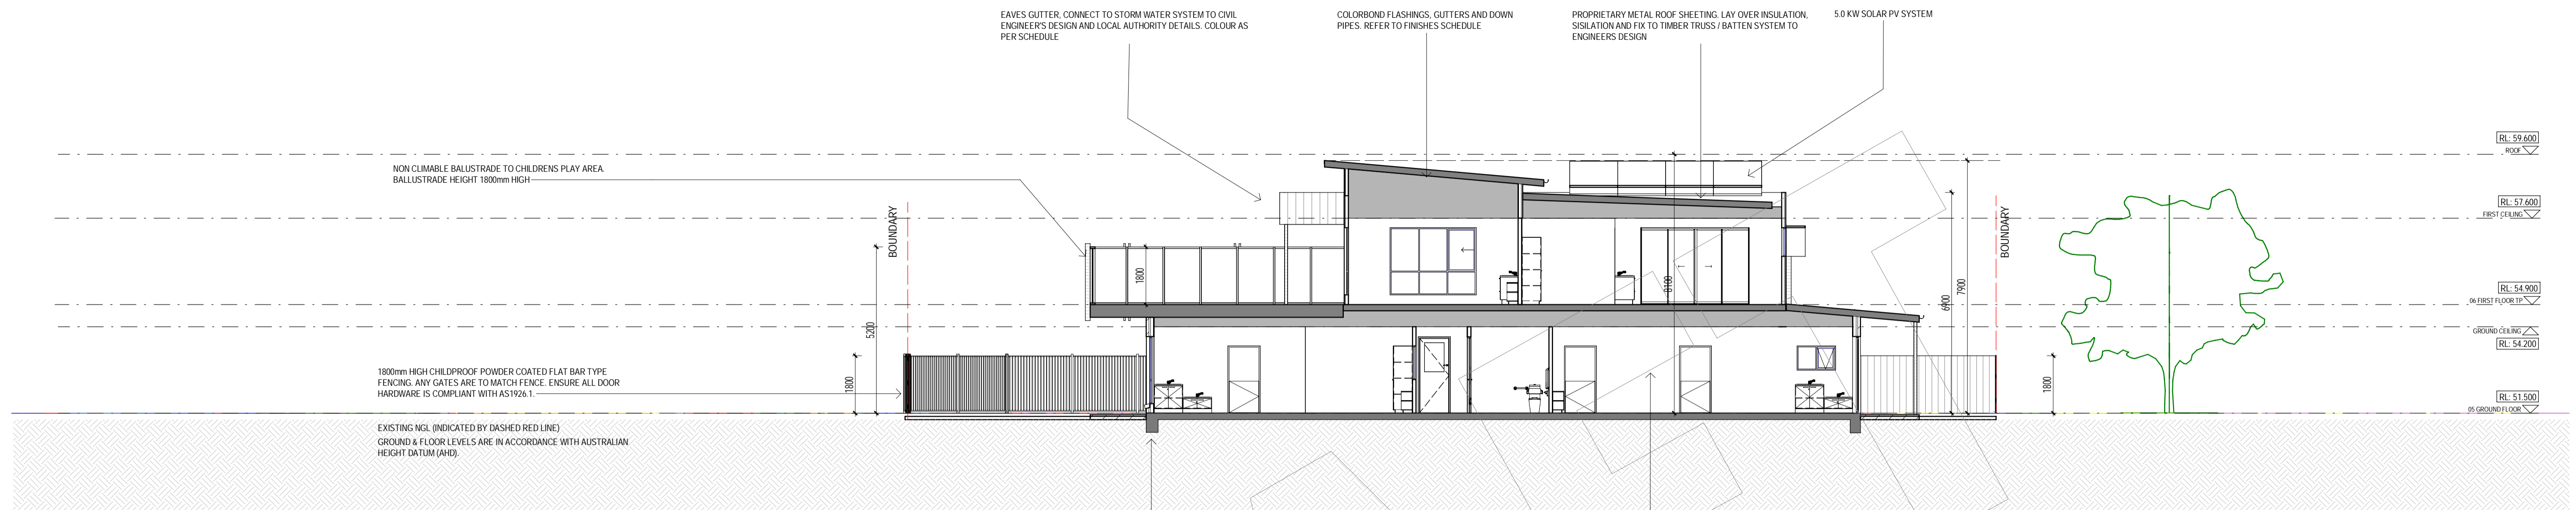 EAVES GUTTER, CONNECT TO STORM WATER SYSTEM TO CIVIL
ENGINEER'S DESIGN AND LOCAL AUTHORITY DETAILS. COLOUR AS
PER SCHEDULE
COLORBOND FLASHINGS, GUTTERS AND DOWN
PIPES. REFER TO FINISHES SCHEDULE
PROPRIETARY METAL ROOF SHEETING. LAY OVER INSULATION,
SISILATION AND FIX TO TIMBER TRUSS / BATTEN SYSTEM TO
ENGINEERS DESIGN
5.0 KW SOLAR PV SYSTEM
RL: 59.600
ROOF
NON CLIMABLE BALUSTRADE TO CHILDRENS PLAY AREA.
BALLUSTRADE HEIGHT 1800mm HIGH
BOUNDARY
BOUNDARY
RL: 57.600
FIRST CEILING
1800
8100
7900
6900
5200
RL: 54.900
06 FIRST FLOOR TP
GROUND CEILING
RL: 54.200
1800mm HIGH CHILDPROOF POWDER COATED FLAT BAR TYPE
FENCING. ANY GATES ARE TO MATCH FENCE. ENSURE ALL DOOR
HARDWARE IS COMPLIANT WITH AS1926.1.
1800
1800
RL: 51.500
05 GROUND FLOOR
EXISTING NGL (INDICATED BY DASHED RED LINE)
GROUND & FLOOR LEVELS ARE IN ACCORDANCE WITH AUSTRALIAN
HEIGHT DATUM (AHD).